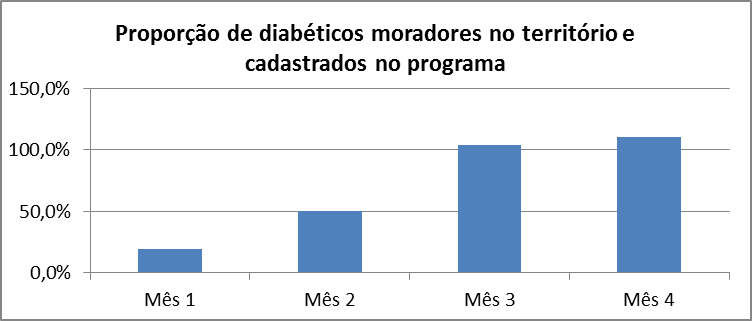 Proporção de diabéticos moradores no território e
cadastrados no programa
150,0%
100,0%
50,0%
0,0%
Mês 1
Mês 2
Mês 3
Mês 4